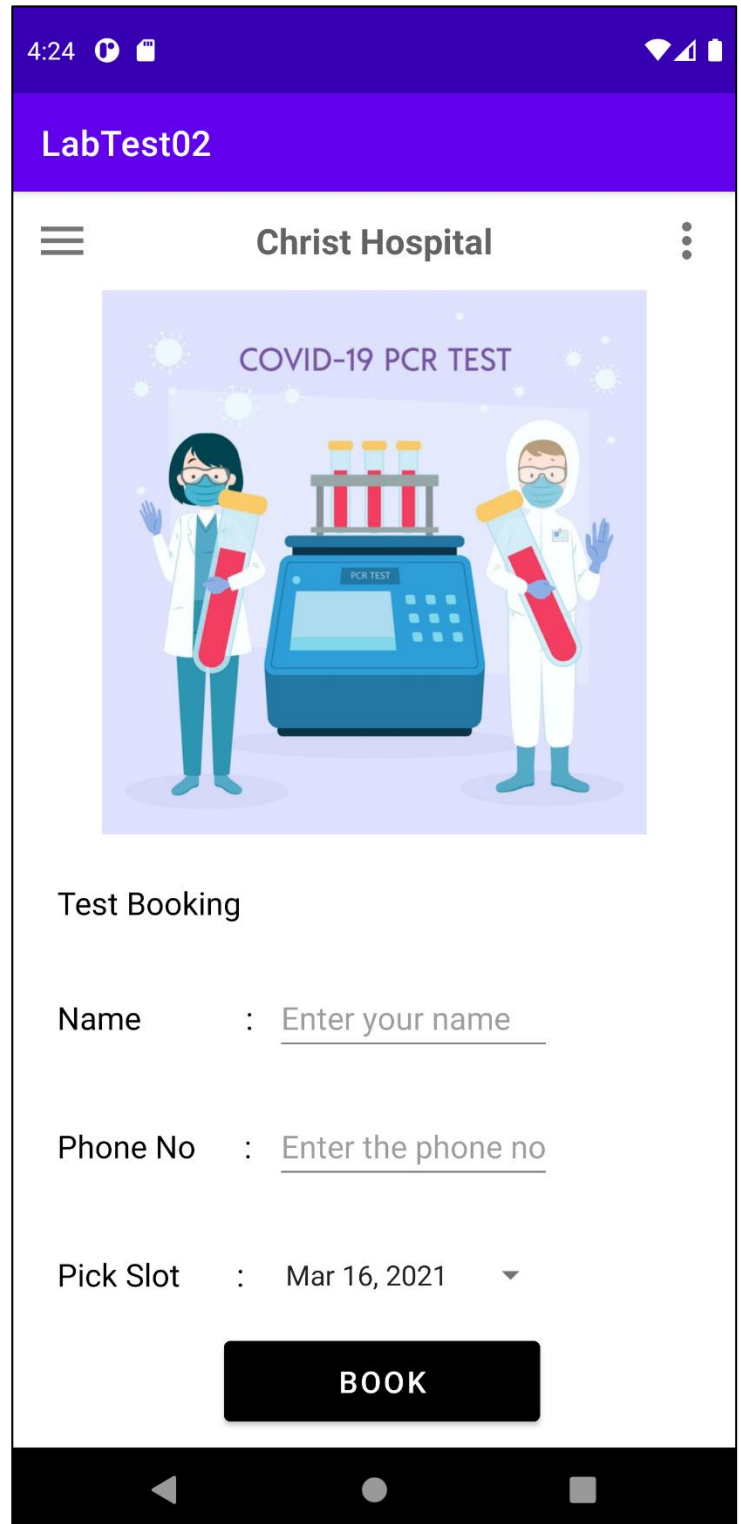 4:24
LabTest02
Christ Hospital
COVID-19 PCR TEST
PCR TEST
Test Booking
Name : Enter your name
Phone No : Enter the phone no
Pick Slot : Mar 16, 2021
BOOK